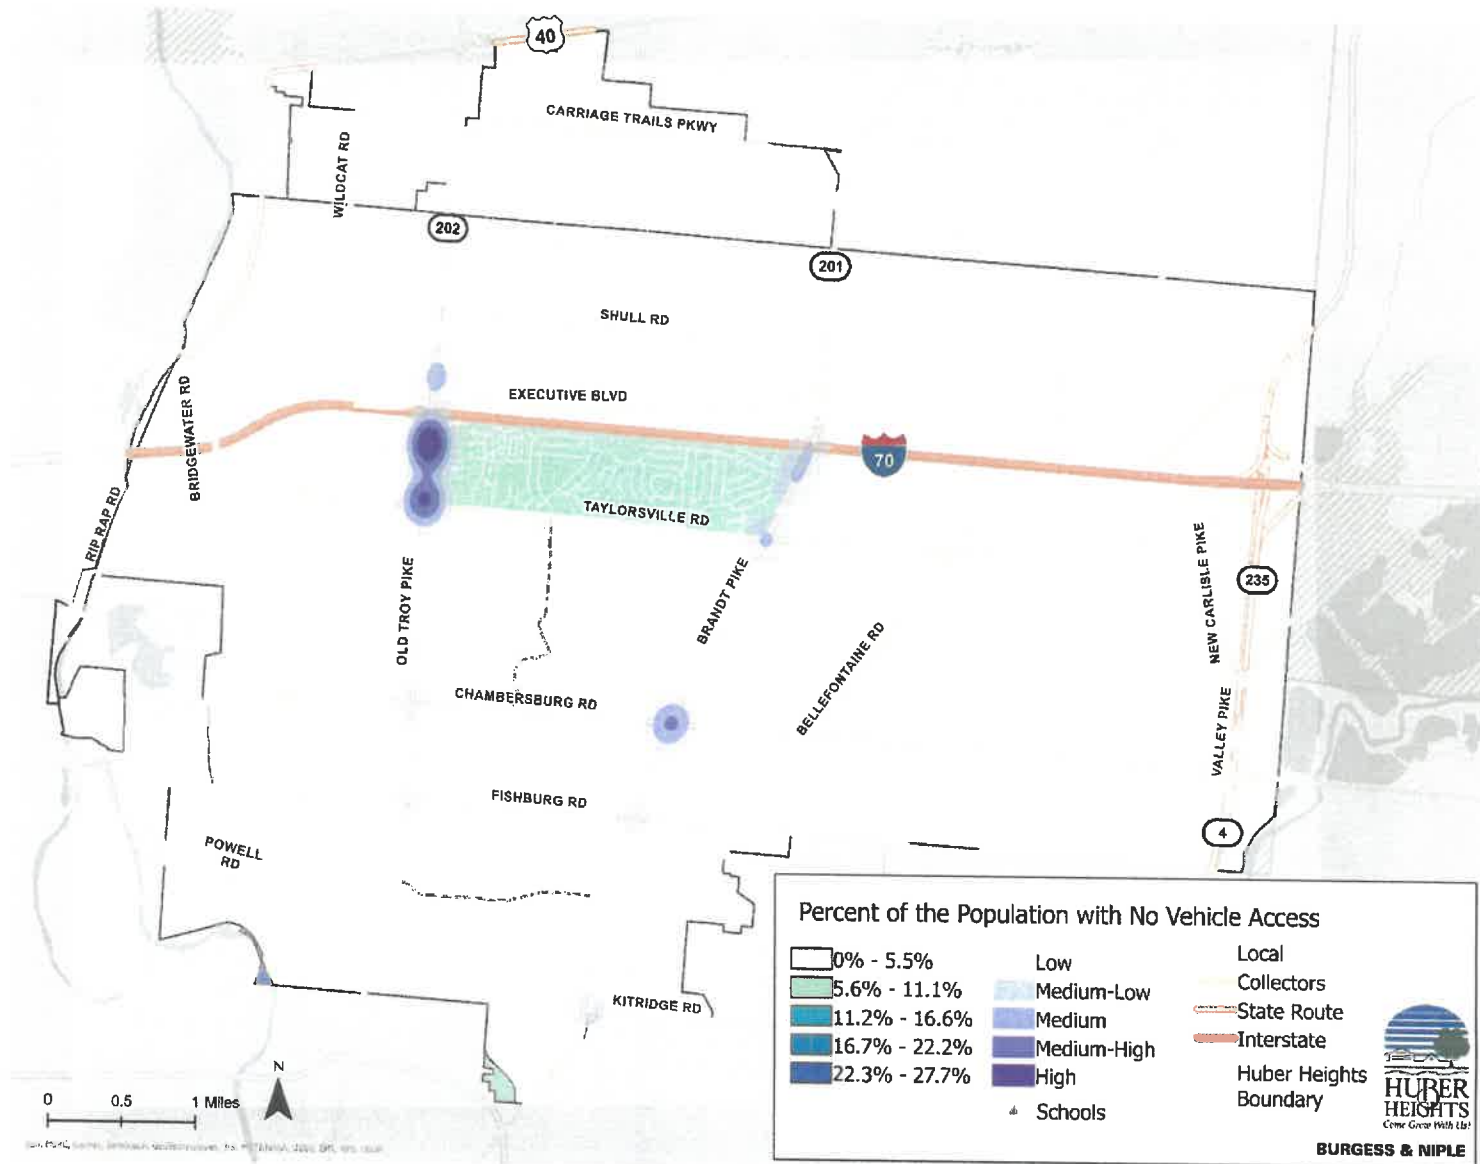 40
CARRIAGE TRAILS PKWY
WILDCAT RD
202
201
SHULL RD
EXECUTIVE BLVD
BRIDGEWATER RD
70
RIP RAP RD
TAYLORSVILLE RD
OLD TROY PIKE
BRANDT PIKE
NEW CARLISLE PIKE
235
BELLEFONTAINE RD
CHAMBERSBURG RD
VALLEY PIKE
FISHBURG RD
4
POWELL
RD
KITRIDGE RD
N
0 0.5 1 Miles
Percent of the Population with No Vehicle Access
0% - 5.5%
5.6% - 11.1%
11.2% - 16.6%
16.7% - 22.2%
22.3% - 27.7%
Low
Medium-Low
Medium
Medium-High
High
Schools
Local
Collectors
State Route
Interstate
Huber Heights
Boundary
HUBER
HEIGHTS
Come Grow With Us!
BURGESS & NIPLE